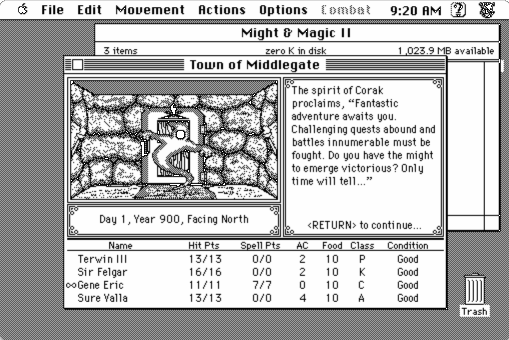 File Edit Movement Actions Options Combat 9:20 AM
Might & Magic II
3 items zero K in disk 1,023.9 MB available
Town of Middlegate
The spirit of Corak
proclaims, “Fantastic
adventure awaits you.
Challenging quests abound and
battles innumerable must be
fought. Do you have the might
to emerge victorious? Only
time will tell...”
<RETURN> to continue...
Day 1, Year 900, Facing North
Name Hit Pts Spell Pts AC Food Class Condition
Terwin III 13/13 0/0 2 10 P Good
Sir Felgar 16/16 0/0 2 10 K Good
Gene Eric 11/11 7/7 0 10 C Good
Sure Valla 13/13 0/0 4 10 A Good
Trash